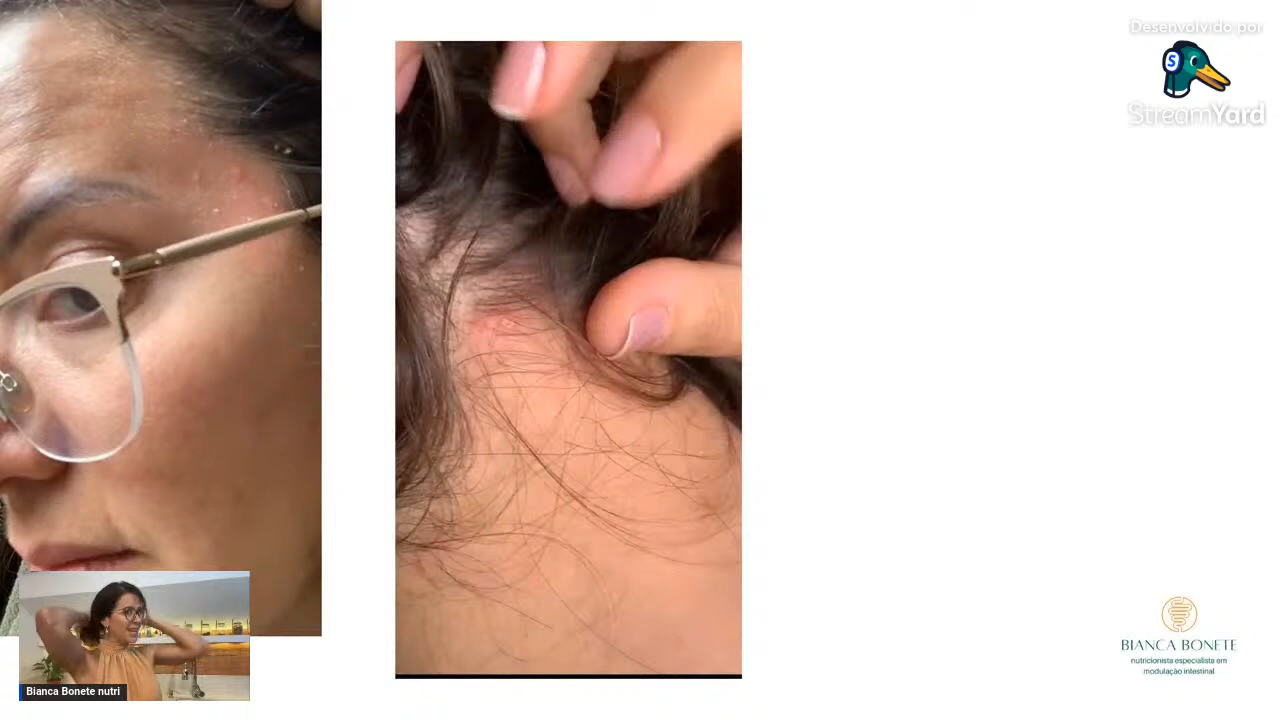 Desenvolvido por
S
StreamYard
BIANCA BONETE
nutricionista especialista em
modulação intestinal
Bianca Bonete nutri